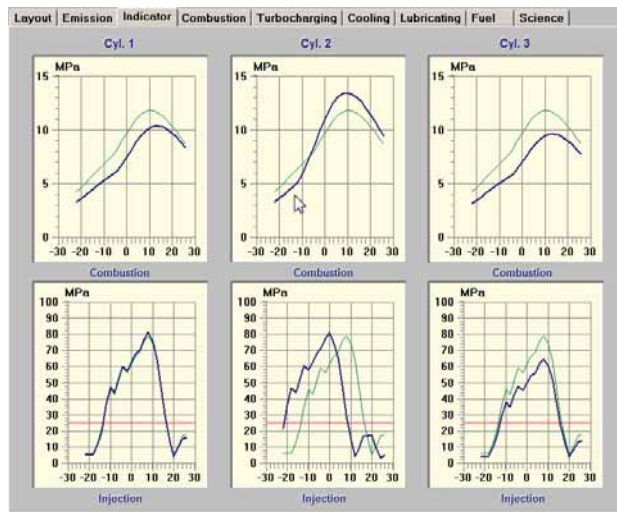 Layout Emission Indicator Combustion Turbocharging Cooling Lubricating Fuel Science
Cyl. 1 Cyl. 2 Cyl. 3
MPa MPa MPa
15 15 15
10 10 10
5 5 5
0 0 0
-30 -20 -10 0 10 20 30 -30 -20 -10 0 10 20 30 -30 -20 -10 0 10 20 30
Combustion Combustion Combustion
MPa MPa MPa
100 100 100
90 90 90
80 80 80
70 70 70
60 60 60
50 50 50
40 40 40
30 30 30
20 20 20
10 10 10
0 0 0
-30 -20 -10 0 10 20 30 -30 -20 -10 0 10 20 30 -30 -20 -10 0 10 20 30
Injection Injection Injection